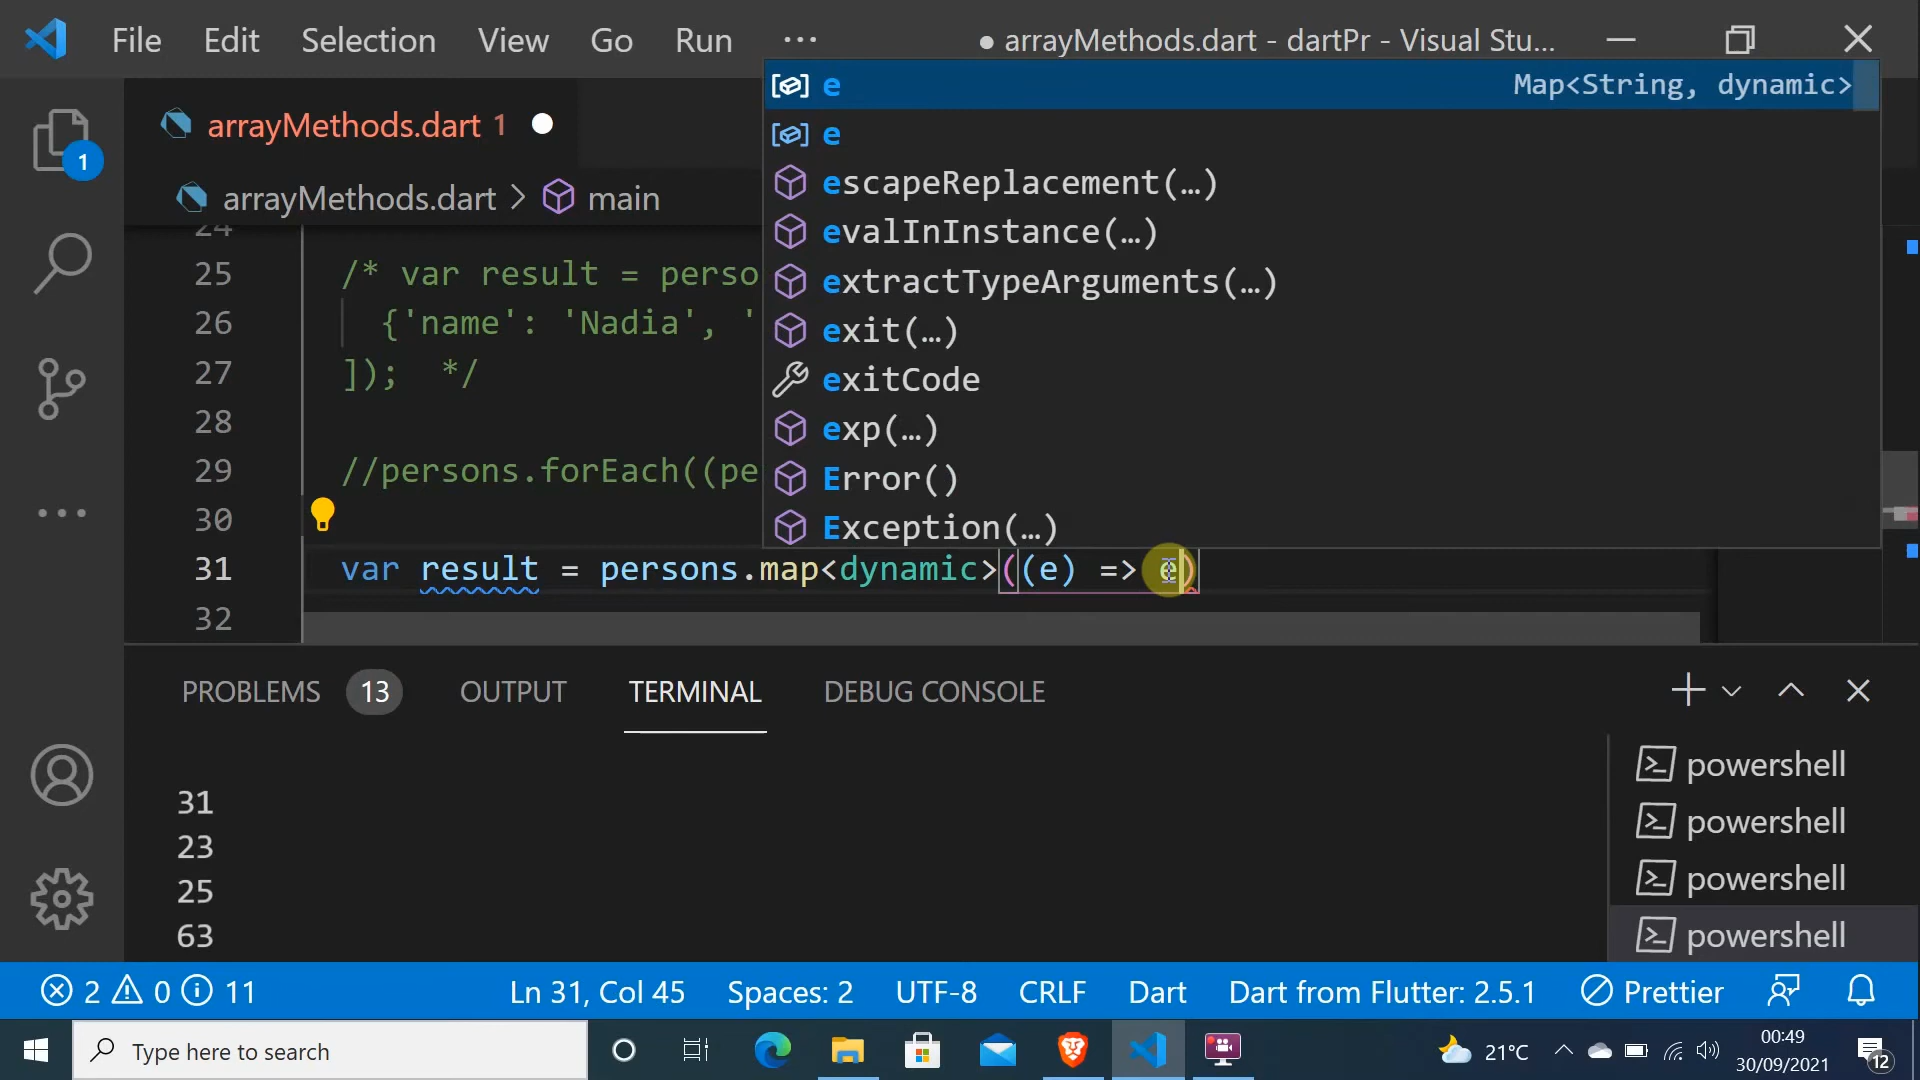 File Edit Selection View Go Run ··· ● arrayMethods.dart - dartPr - Visual Stu...
arrayMethods.dart 1
arrayMethods.dart > main
e Map<String, dynamic>
e
escapeReplacement(…)
evalInInstance(…)
extractTypeArguments(…)
exit(…)
exitCode
exp(…)
Error()
Exception(…)
24
25 /* var result = perso
26 {'name': 'Nadia', '
27 ]); */
28
29 //persons.forEach((pe
30
31 var result = persons.map<dynamic>((e) => e)
32
1
PROBLEMS 13 OUTPUT TERMINAL DEBUG CONSOLE
31
23
25
63
powershell
powershell
powershell
powershell
2 0 11 Ln 31, Col 45 Spaces: 2 UTF-8 CRLF Dart Dart from Flutter: 2.5.1 Prettier
Type here to search 21°C 00:49
30/09/2021 12